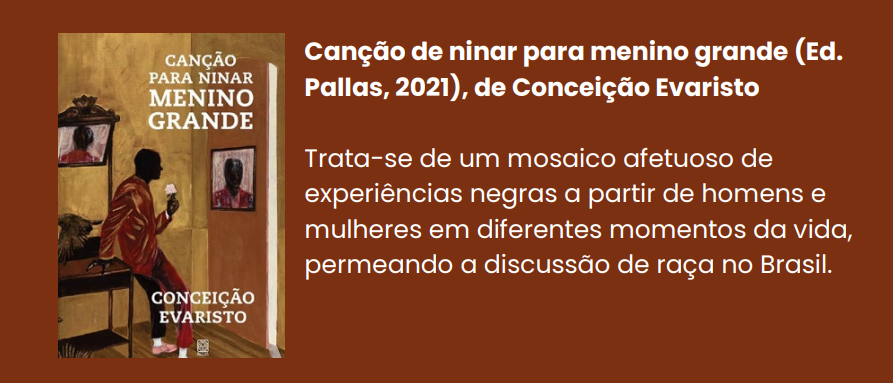 CANÇÃO
PARA NINAR
MENINO
GRANDE
CONCEIÇÃO
EVARISTO
Canção de ninar para menino grande (Ed.
Pallas, 2021), de Conceição Evaristo
Trata-se de um mosaico afetuoso de
experiências negras a partir de homens e
mulheres em diferentes momentos da vida,
permeando a discussão de raça no Brasil.